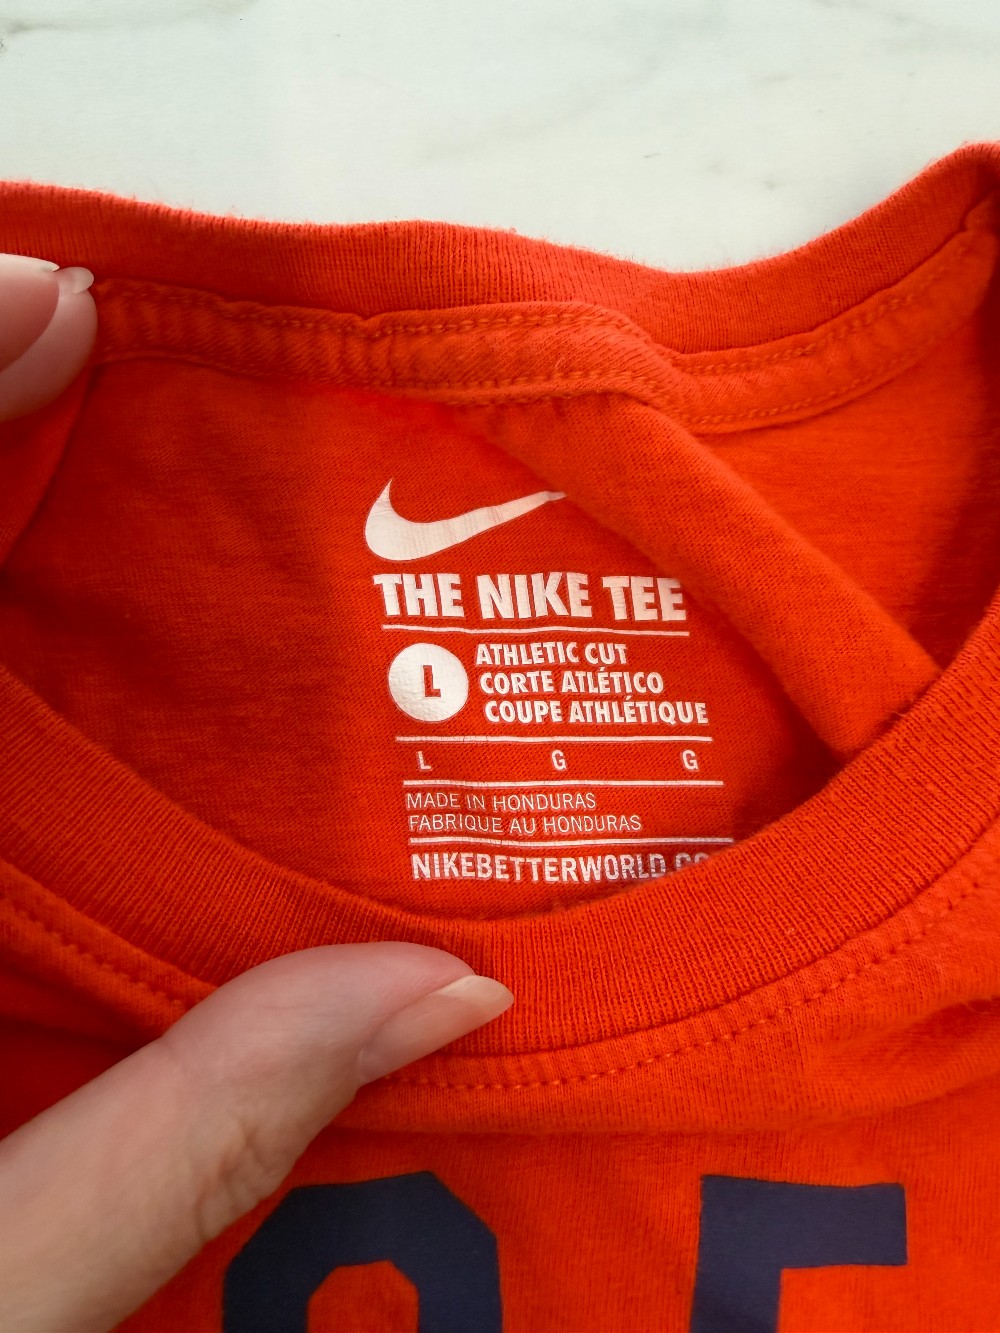 THE NIKE TEE
L
ATHLETIC CUT
CORTE ATLÉTICO
COUPE ATHLÉTIQUE
L G G
MADE IN HONDURAS
FABRIQUE AU HONDURAS